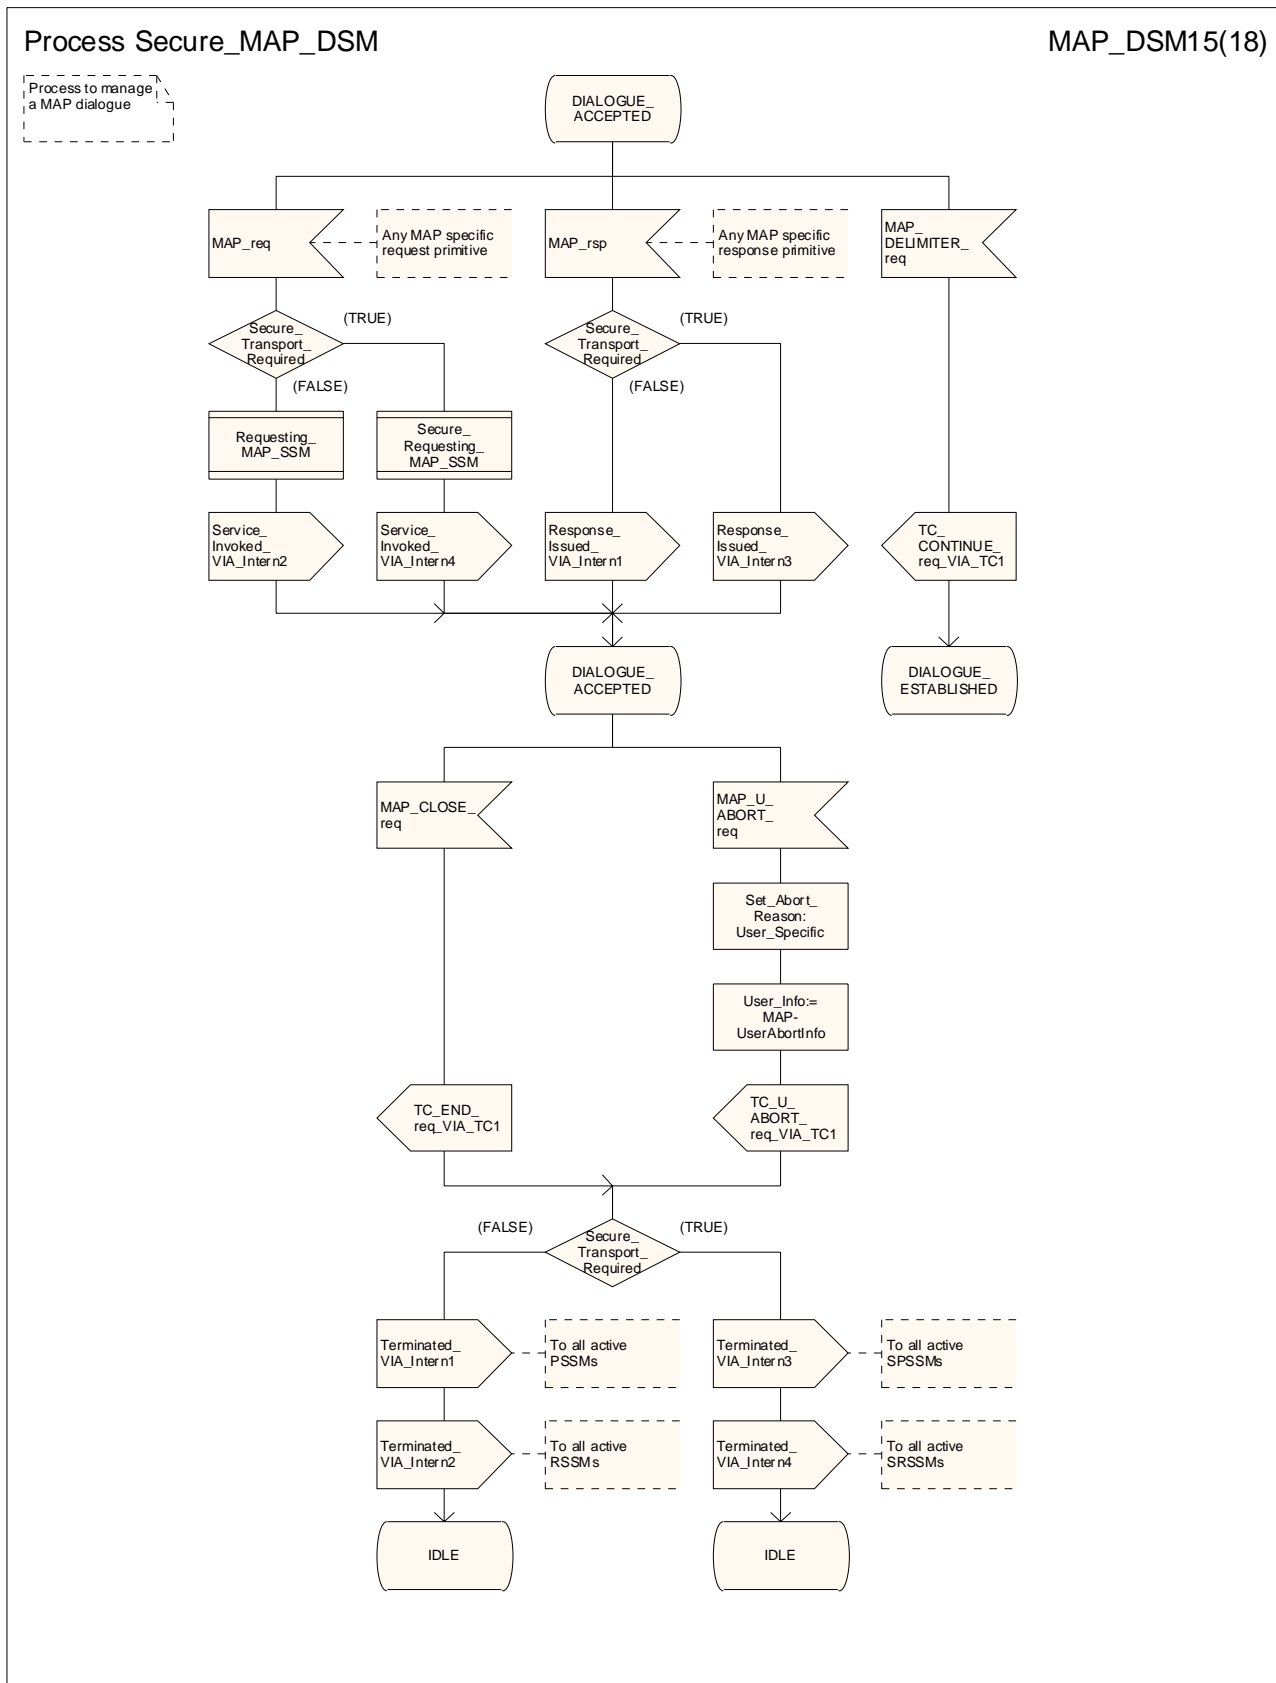 Process Secure_MAP_DSM
MAP_DSM15(18)
Process to manage
a MAP dialogue
DIALOGUE_
ACCEPTED
MAP_req
Any MAP specific
request primitive
MAP_rsp
Any MAP specific
response primitive
MAP_
DELIMITER_
req
Secure_
Transport_
Required
(TRUE)
(FALSE)
Secure_
Transport_
Required
(TRUE)
(FALSE)
Requesting_
MAP_SSM
Secure_
Requesting_
MAP_SSM
Service_
Invoked_
VIA_Intern2
Service_
Invoked_
VIA_Intern4
Response_
Issued_
VIA_Intern1
Response_
Issued_
VIA_Intern3
TC_
CONTINUE_
req_VIA_TC1
DIALOGUE_
ACCEPTED
DIALOGUE_
ESTABLISHED
MAP_CLOSE_
req
MAP_U_
ABORT_
req
Set_Abort_
Reason:
User_Specific
User_Info:=
MAP-
UserAbortInfo
TC_END_
req_VIA_TC1
TC_U_
ABORT_
req_VIA_TC1
(FALSE)
(TRUE)
Secure_
Transport_
Required
Terminated_
VIA_Intern1
To all active
PSSMs
Terminated_
VIA_Intern3
To all active
SPSSMs
Terminated_
VIA_Intern2
To all active
RSSMs
Terminated_
VIA_Intern4
To all active
SRSSMs
IDLE
IDLE